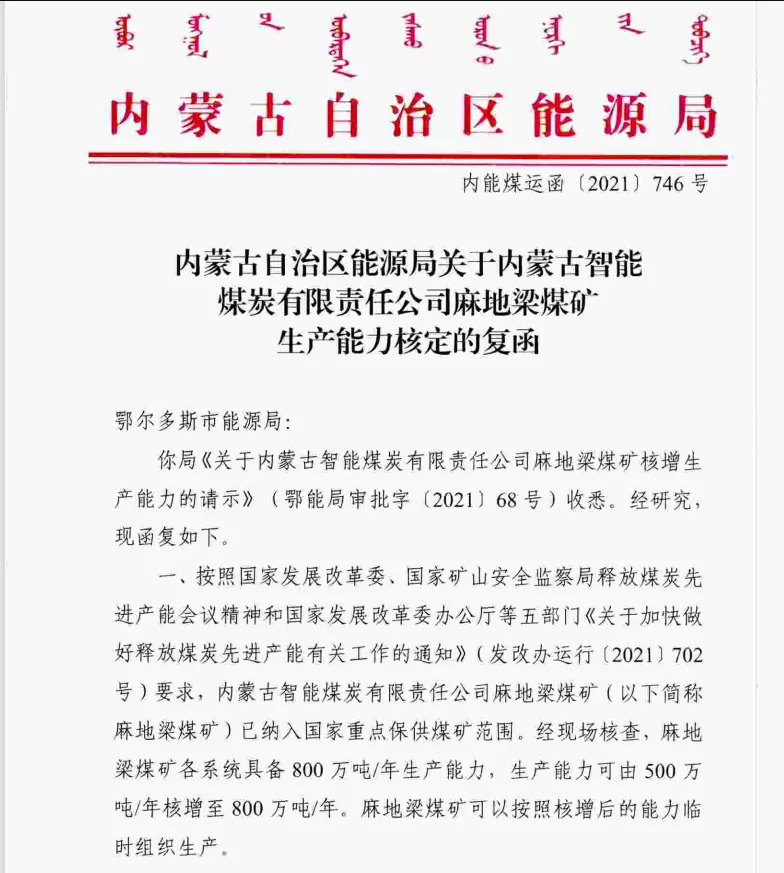 内蒙古自治区能源局
内能煤运函〔2021〕746号
内蒙古自治区能源局关于内蒙古智能
煤炭有限责任公司麻地梁煤矿
生产能力核定的复函
鄂尔多斯市能源局：
你局《关于内蒙古智能煤炭有限责任公司麻地梁煤矿核增生
产能力的请示》（鄂能局审批字〔2021〕68号）收悉。经研究，
现函复如下。
一、按照国家发展改革委、国家矿山安全监察局释放煤炭先
进产能会议精神和国家发展改革委办公厅等五部门《关于加快做
好释放煤炭先进产能有关工作的通知》（发改办运行〔2021〕702
号）要求，内蒙古智能煤炭有限责任公司麻地梁煤矿（以下简称
麻地梁煤矿）已纳入国家重点保供煤矿范围。经现场核查，麻地
梁煤矿各系统具备800万吨/年生产能力，生产能力可由500万
吨/年核增至800万吨/年。麻地梁煤矿可以按照核增后的能力临
时组织生产。